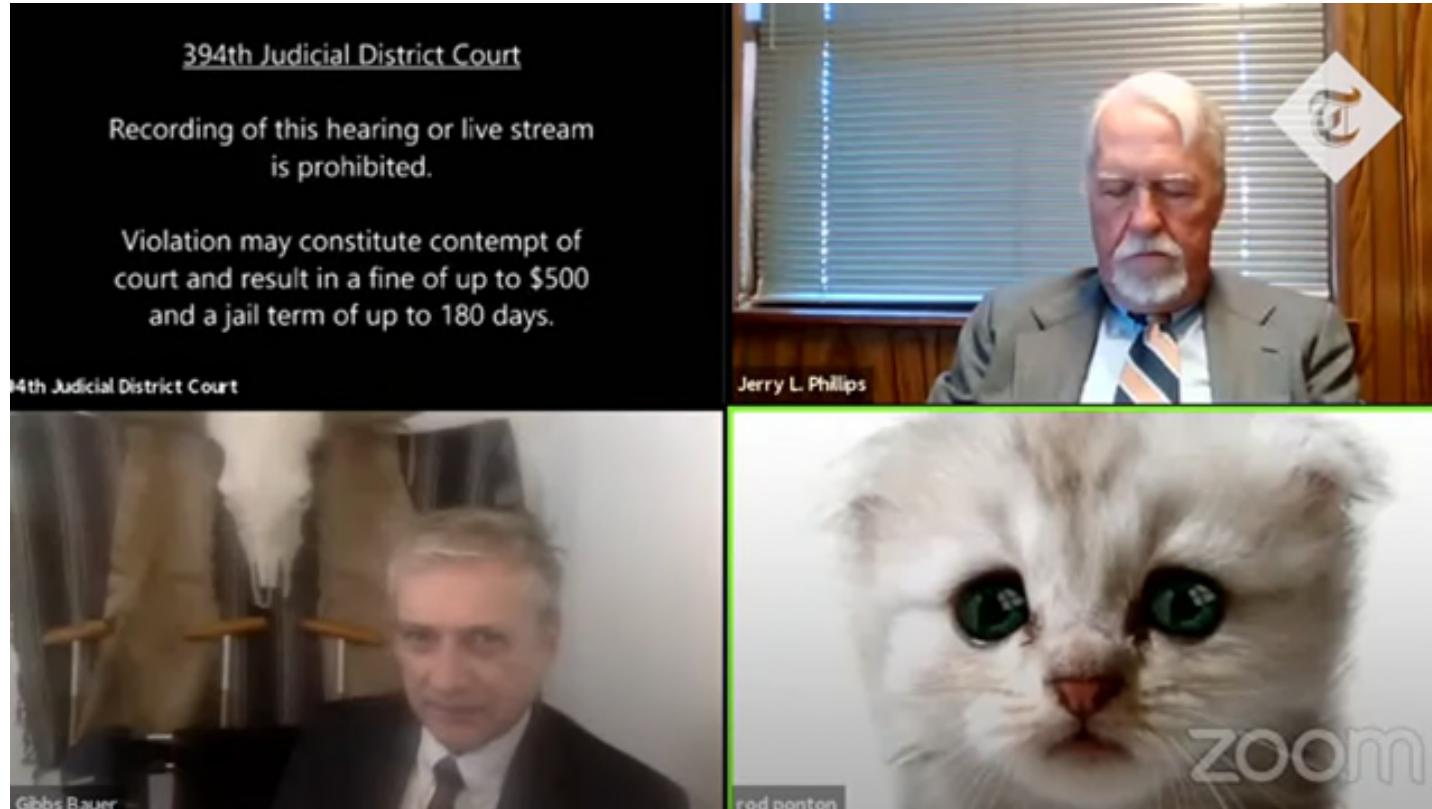 394th Judicial District Court
Recording of this hearing or live stream
is prohibited.
Violation may constitute contempt of
court and result in a fine of up to $500
and a jail term of up to 180 days.
4th Judicial District Court
Jerry L. Phillips
T
Gibbs Bauer
rod ponton
zoom